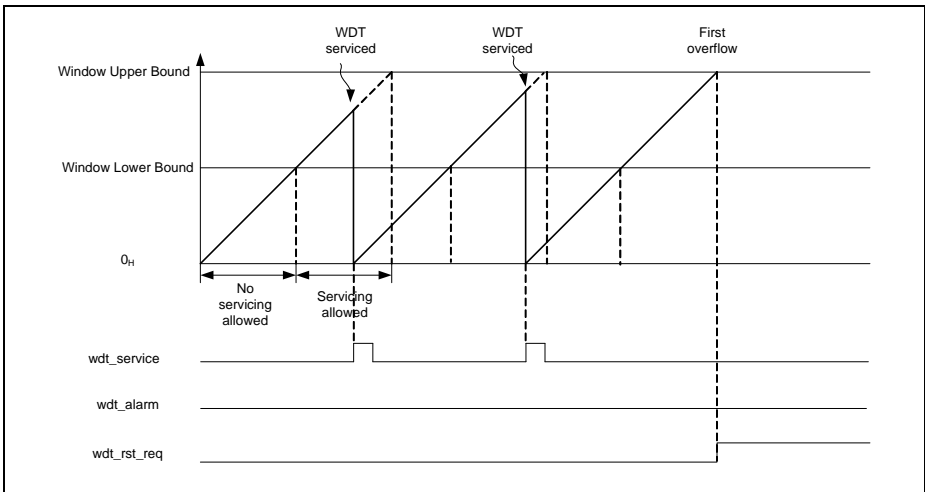 WDT
serviced
WDT
serviced
First
overflow
Window Upper Bound
Window Lower Bound
0H
No
servicing
allowed
Servicing
allowed
wdt_service
wdt_alarm
wdt_rst_req